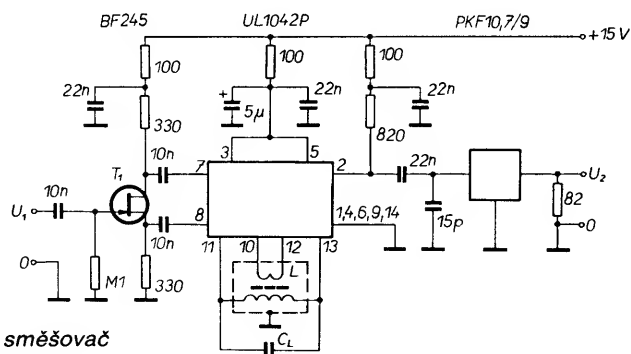 BF245 UL1042P PKF10,7/9
+15 V
100 100 100
22n + 5µ 22n 22n
330 820
10n 7 3 5 2 22n
T₁
10n U₁ U₂
8 1,4,6,9,14 15p 82
10n 11 10 12 13 0
0 M1 330 L
C_L
směšovač